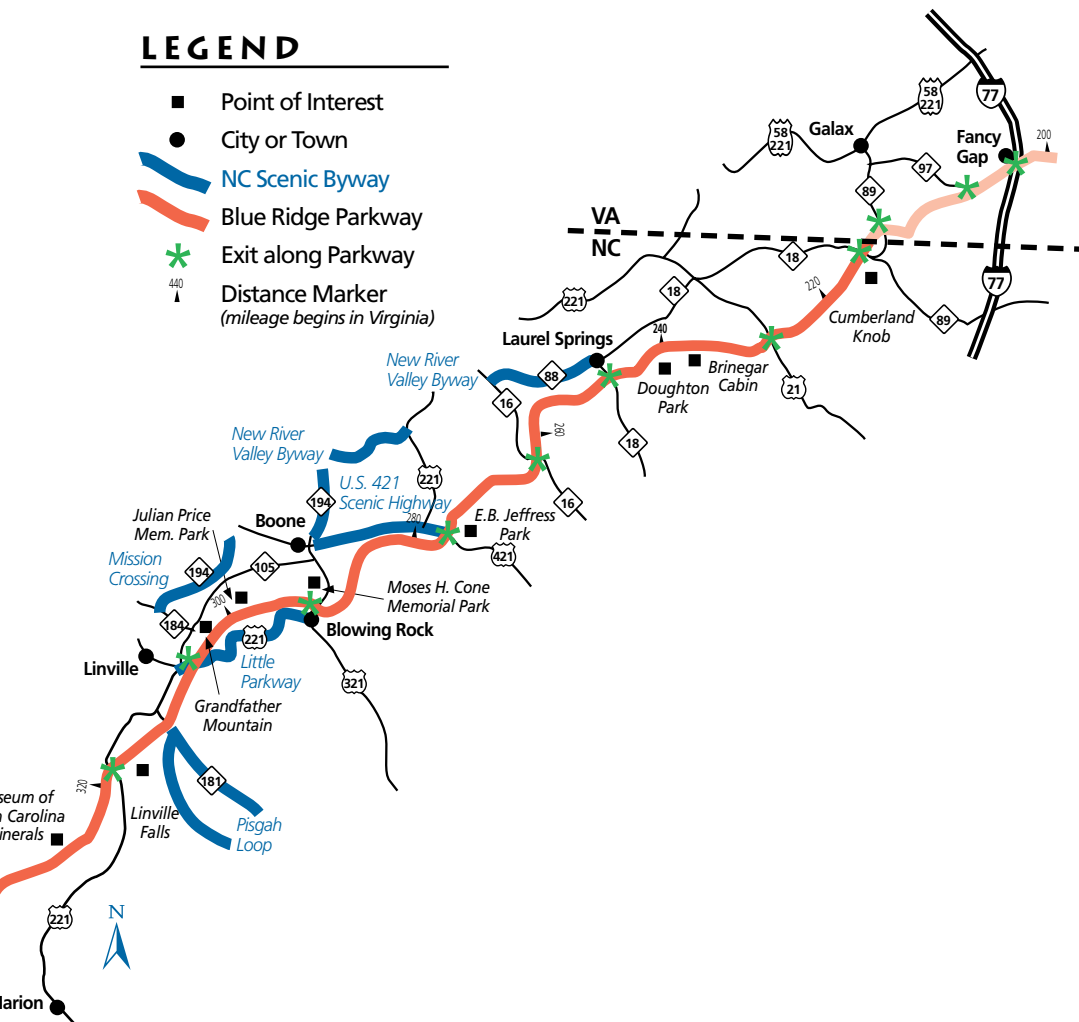 LEGEND
Point of Interest
City or Town
NC Scenic Byway
Blue Ridge Parkway
Exit along Parkway
440
Distance Marker
(mileage begins in Virginia)
77
58
221
58
221
Galax
Fancy
Gap
200
97
89
VA
NC
18
77
220
221
18
Cumberland
Knob
89
Laurel Springs
240
New River
Valley Byway
88
Brinegar
Cabin
Doughton
Park
21
16
18
260
New River
Valley Byway
221
U.S. 421
Scenic Highway
194
16
Julian Price
Mem. Park
Boone
280
E.B. Jeffress
Park
421
Mission
Crossing
194
105
Moses H. Cone
Memorial Park
300
184
221
Blowing Rock
Linville
Little
Parkway
321
Grandfather
Mountain
181
320
seum of
Carolina
inerals
Linville
Falls
Pisgah
Loop
221
N
arion